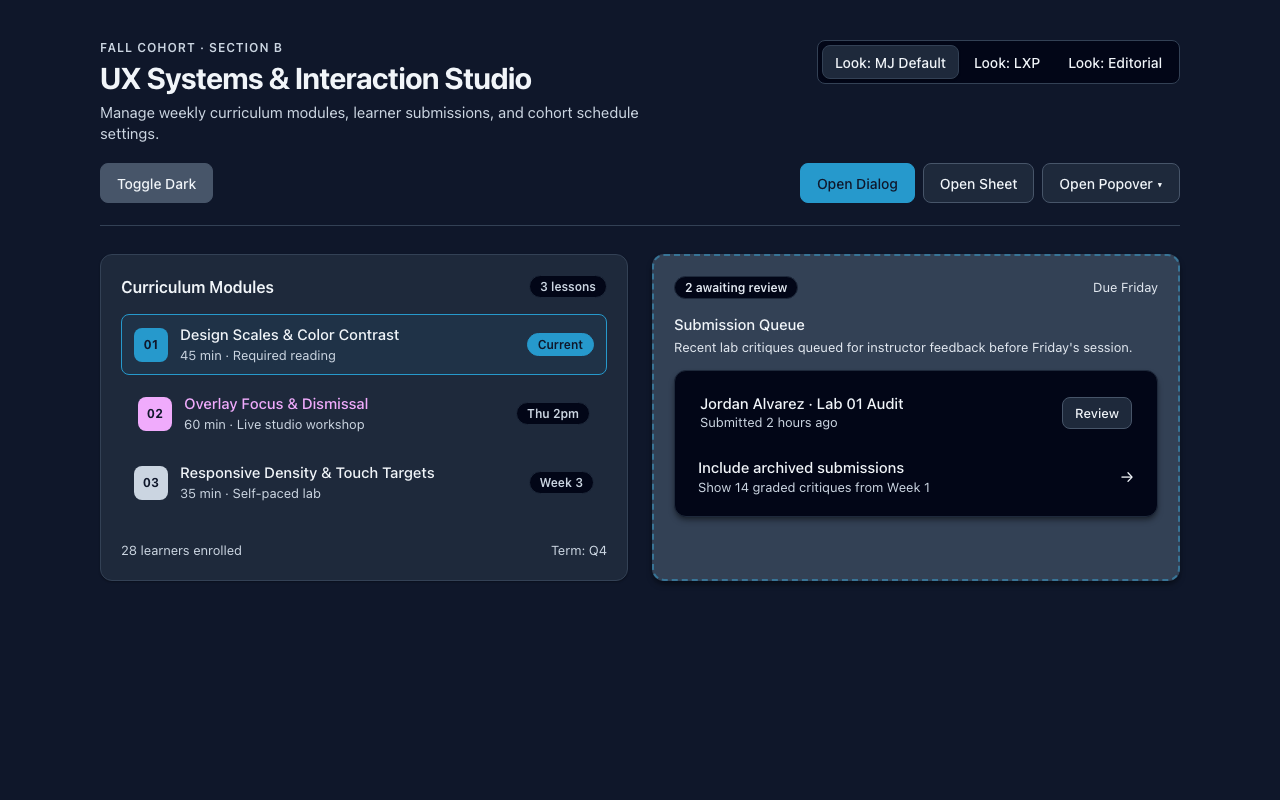 FALL COHORT · SECTION B
UX Systems & Interaction Studio
Manage weekly curriculum modules, learner submissions, and cohort schedule
settings.
Look: MJ Default
Look: LXP
Look: Editorial
Toggle Dark
Open Dialog
Open Sheet
Open Popover ▾
Curriculum Modules
3 lessons
01
Design Scales & Color Contrast
45 min · Required reading
Current
02
Overlay Focus & Dismissal
60 min · Live studio workshop
Thu 2pm
03
Responsive Density & Touch Targets
35 min · Self-paced lab
Week 3
28 learners enrolled
Term: Q4
2 awaiting review
Due Friday
Submission Queue
Recent lab critiques queued for instructor feedback before Friday's session.
Jordan Alvarez · Lab 01 Audit
Submitted 2 hours ago
Review
Include archived submissions
Show 14 graded critiques from Week 1
→